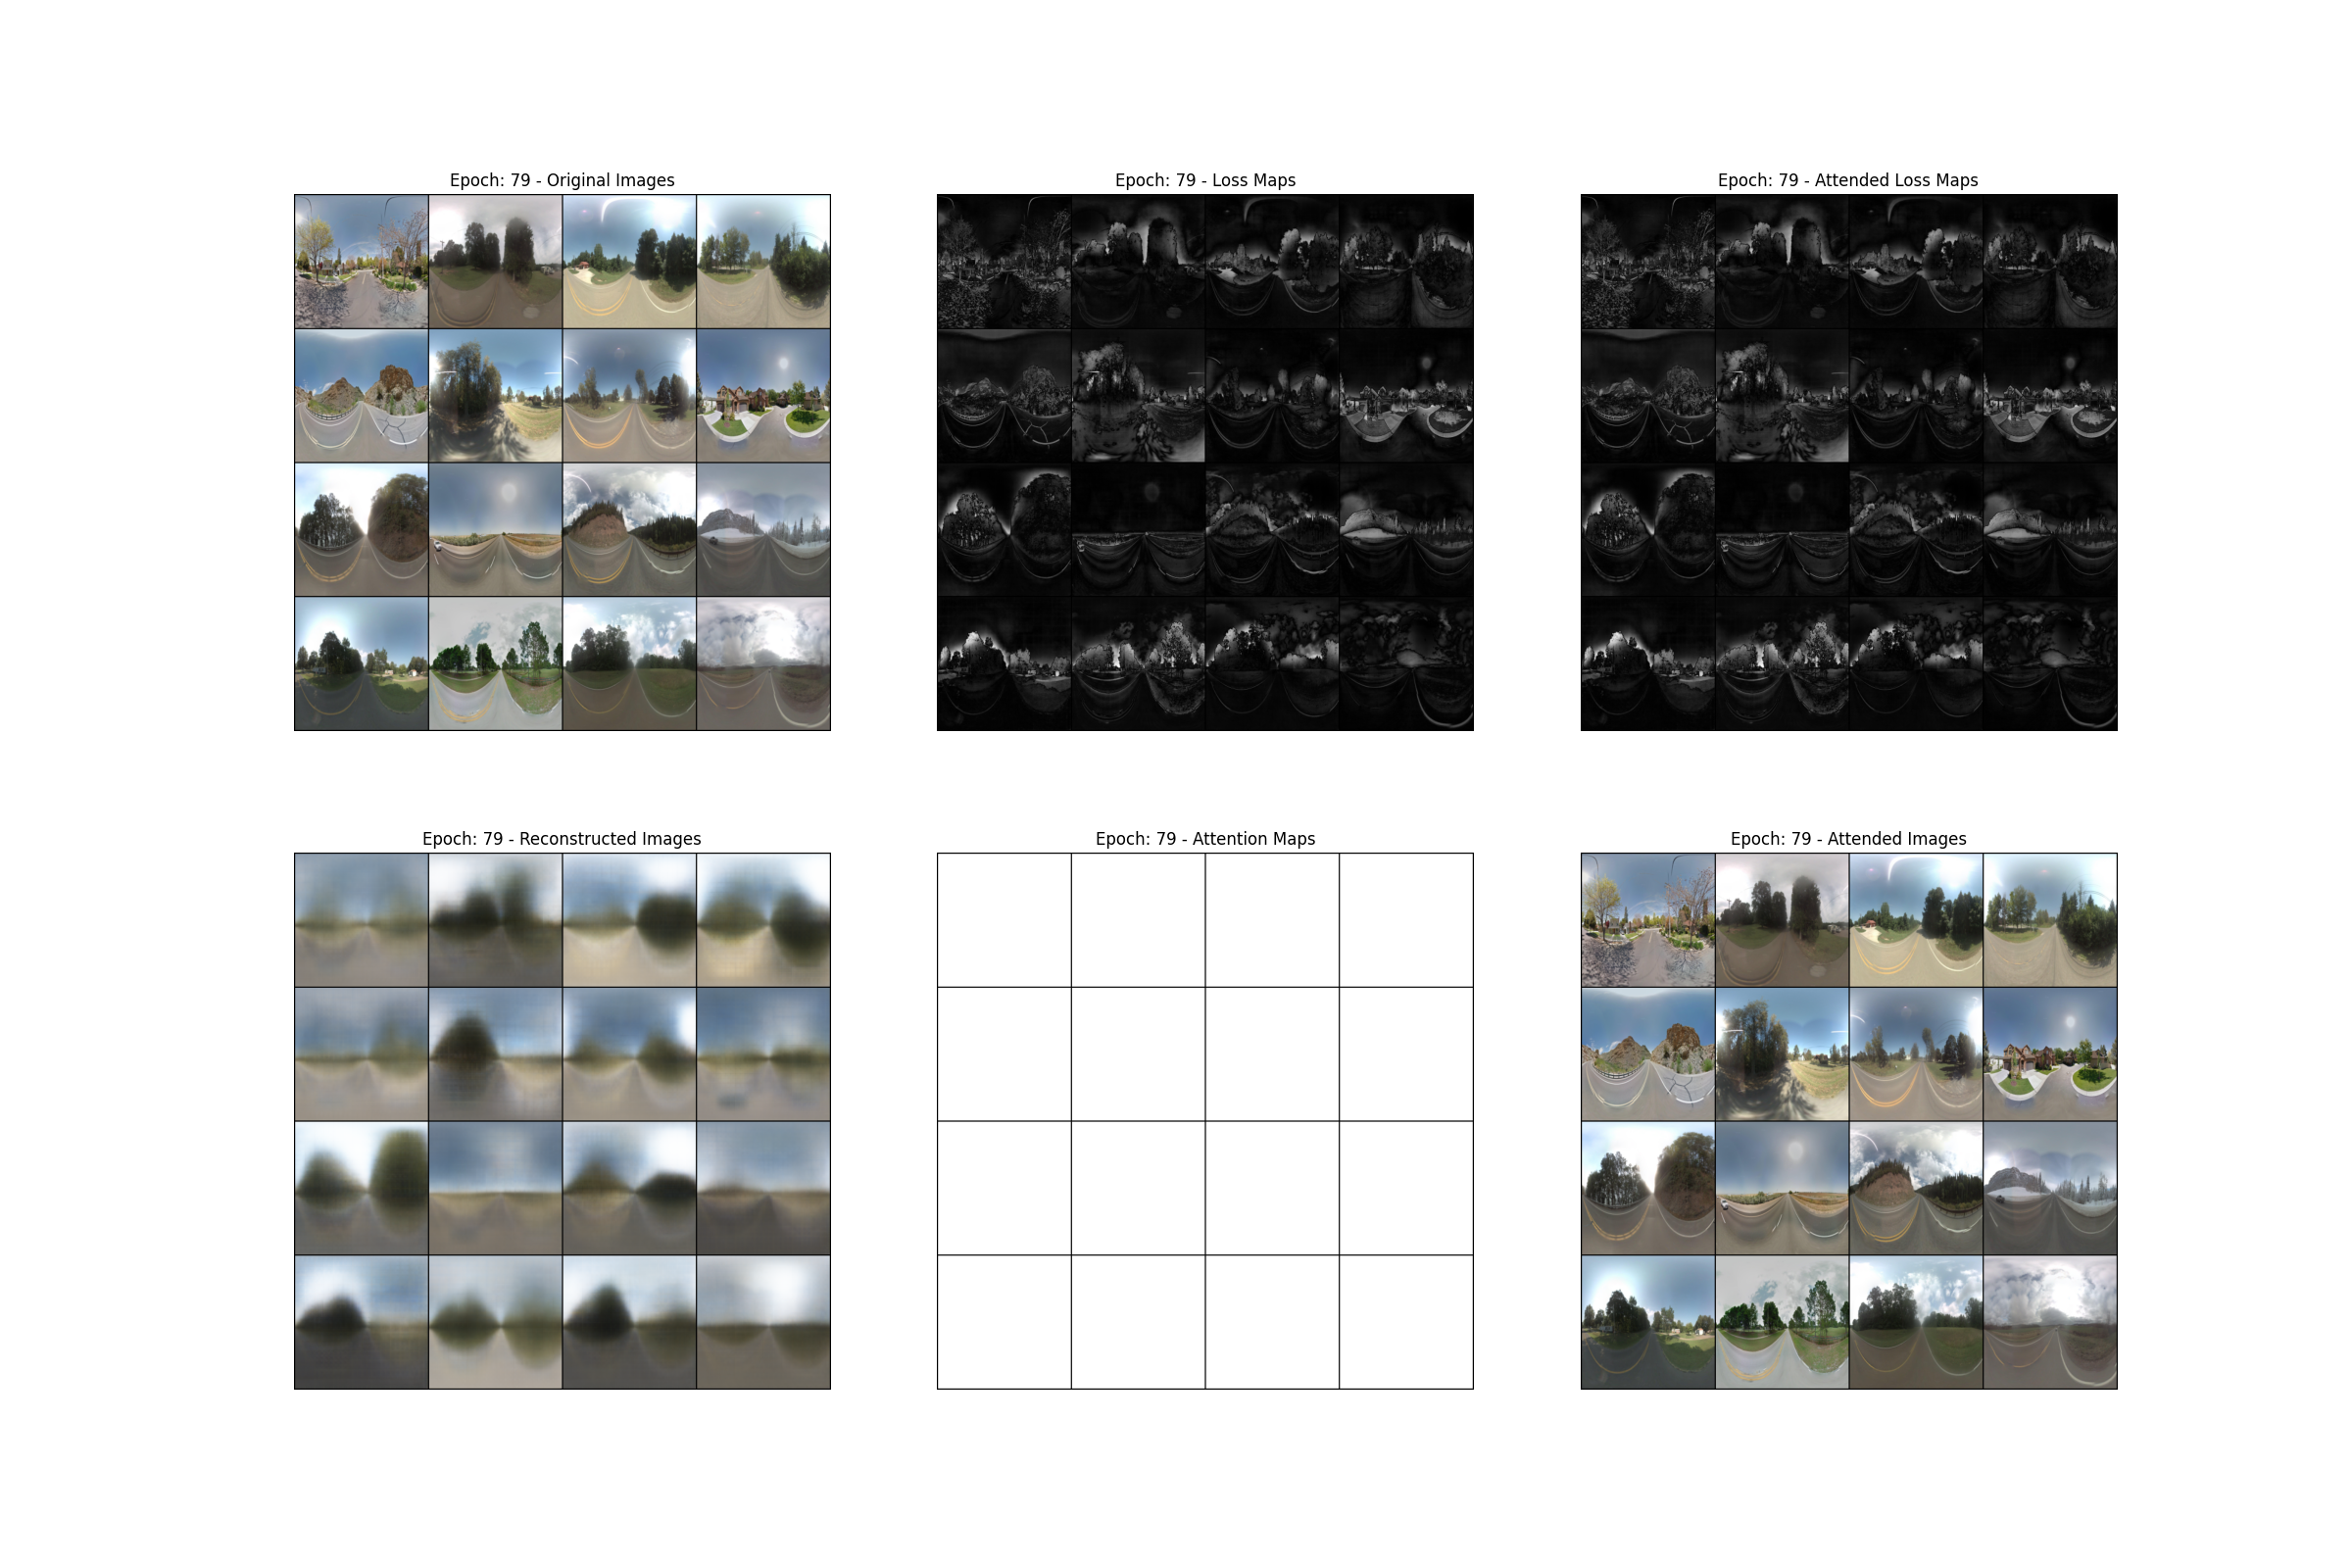 Epoch: 79 - Original Images
Epoch: 79 - Loss Maps
Epoch: 79 - Attended Loss Maps
Epoch: 79 - Reconstructed Images
Epoch: 79 - Attention Maps
Epoch: 79 - Attended Images